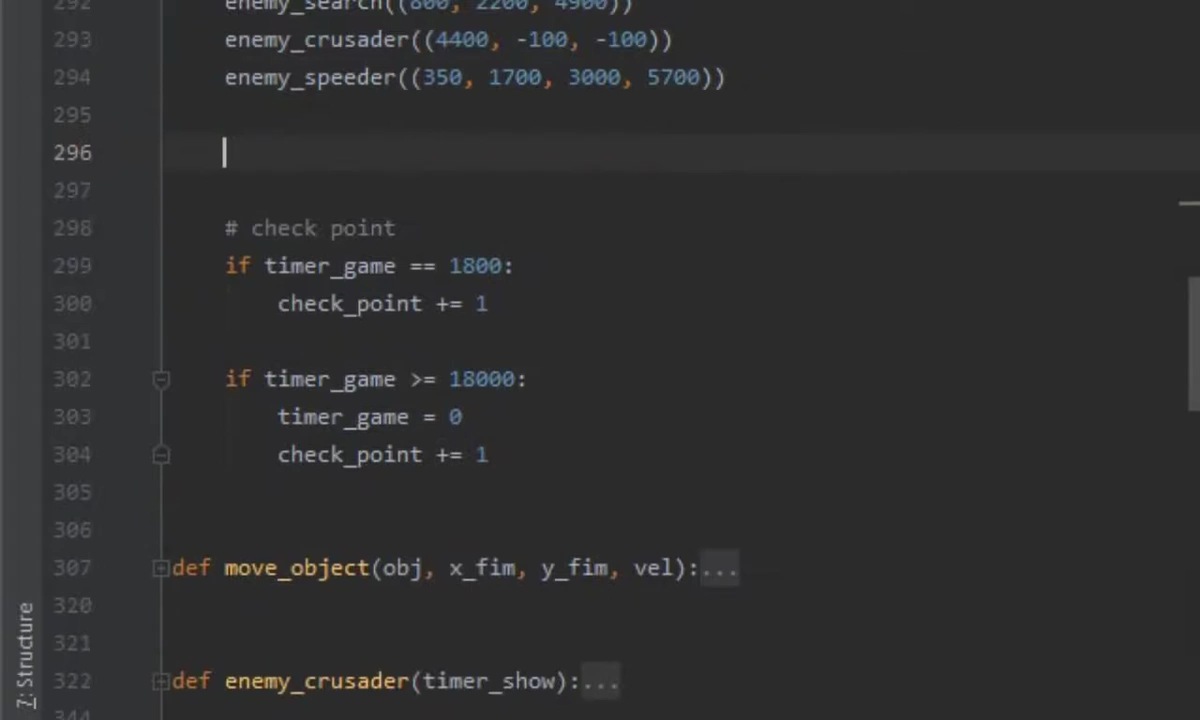 292 enemy_search((800, 2200, 4900))
293 enemy_crusader((4400, -100, -100))
294 enemy_speeder((350, 1700, 3000, 5700))
295
296
297
298 # check point
299 if timer_game == 1800:
300 check_point += 1
301
302 if timer_game >= 18000:
303 timer_game = 0
304 check_point += 1
305
306
307 def move_object(obj, x_fim, y_fim, vel):...
320
321
322 def enemy_crusader(timer_show):...
344
7: Structure